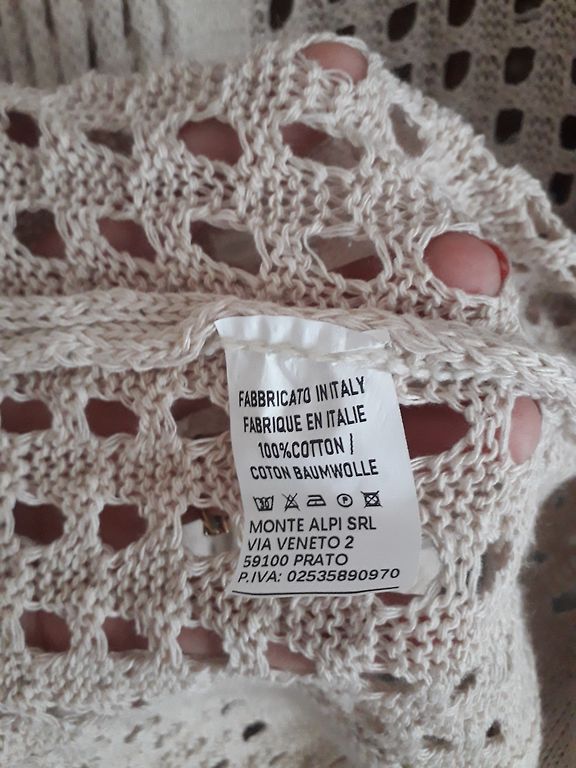 FABBRICATO IN ITALY
FABRIQUE EN ITALIE
100%COTTON /
COTON BAUMWOLLE
30 P
MONTE ALPI SRL
VIA VENETO 2
59100 PRATO
P.IVA: 02535890970